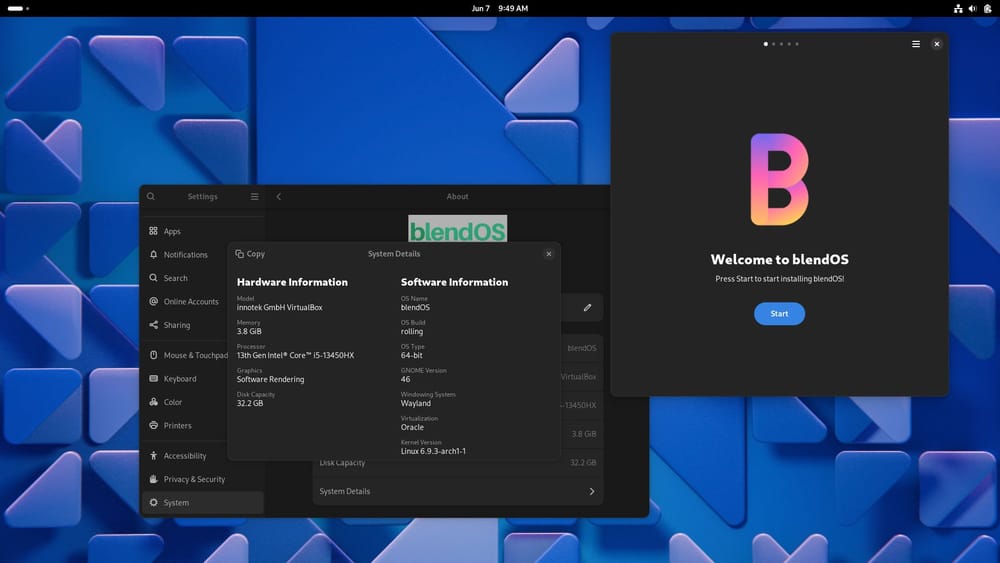 Jun 7 9:49 AM
Settings
About
blendOS
Apps
Notifications
Search
Online Accounts
Sharing
Mouse & Touchpad
Keyboard
Color
Printers
Accessibility
Privacy & Security
System
Copy
System Details
Hardware Information
Model
innotek GmbH VirtualBox
Memory
3.8 GiB
Processor
13th Gen Intel® Core™ i5-13450HX
Graphics
Software Rendering
Disk Capacity
32.2 GB
Software Information
OS Name
blendOS
OS Build
rolling
OS Type
64-bit
GNOME Version
46
Windowing System
Wayland
Virtualization
Oracle
Kernel Version
Linux 6.9.3-arch1-1
blendOS
VirtualBox
5-13450HX
3.8 GiB
Disk Capacity 32.2 GB
System Details
B
Welcome to blendOS
Press Start to start installing blendOS!
Start